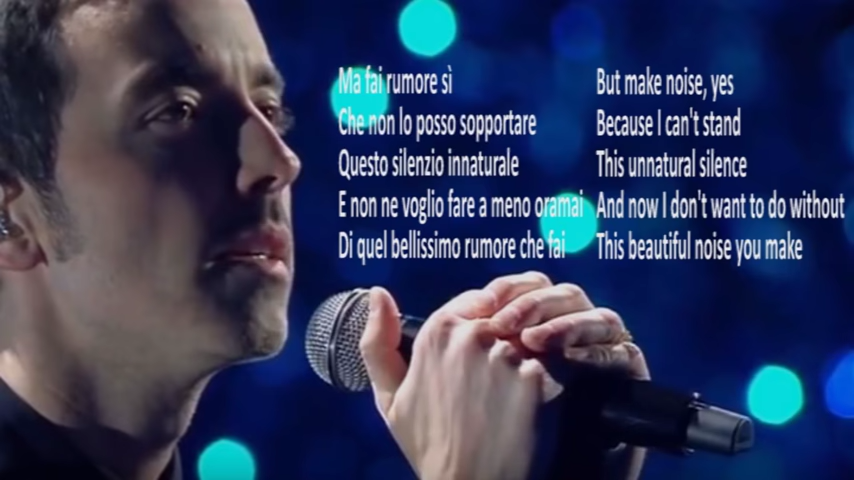 Ma fai rumore sì
Che non lo posso sopportare
Questo silenzio innaturale
E non ne voglio fare a meno oramai
Di quel bellissimo rumore che fai
But make noise, yes
Because I can't stand
This unnatural silence
And now I don't want to do without
This beautiful noise you make